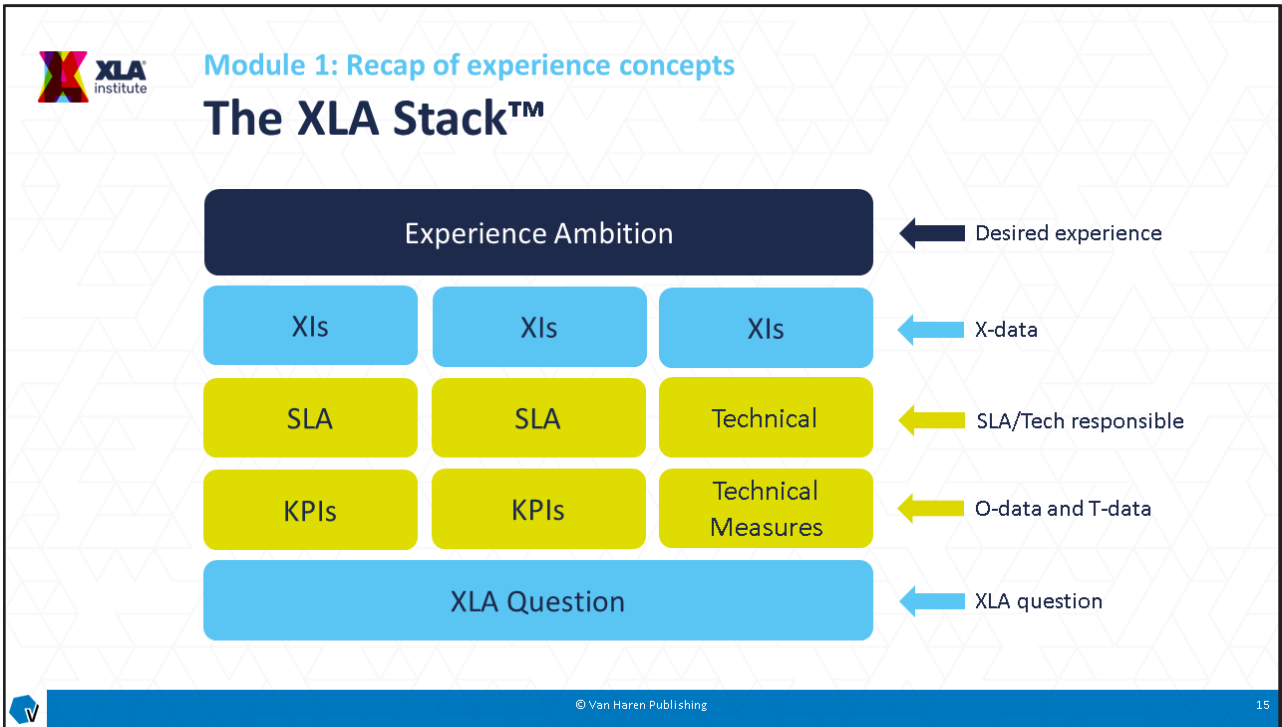 XLA
institute
Module 1: Recap of experience concepts
The XLA Stack™
Experience Ambition
Desired experience
XIs
XIs
XIs
X-data
SLA
SLA
Technical
SLA/Tech responsible
KPIs
KPIs
Technical
Measures
O-data and T-data
XLA Question
XLA question
V
© Van Haren Publishing
15